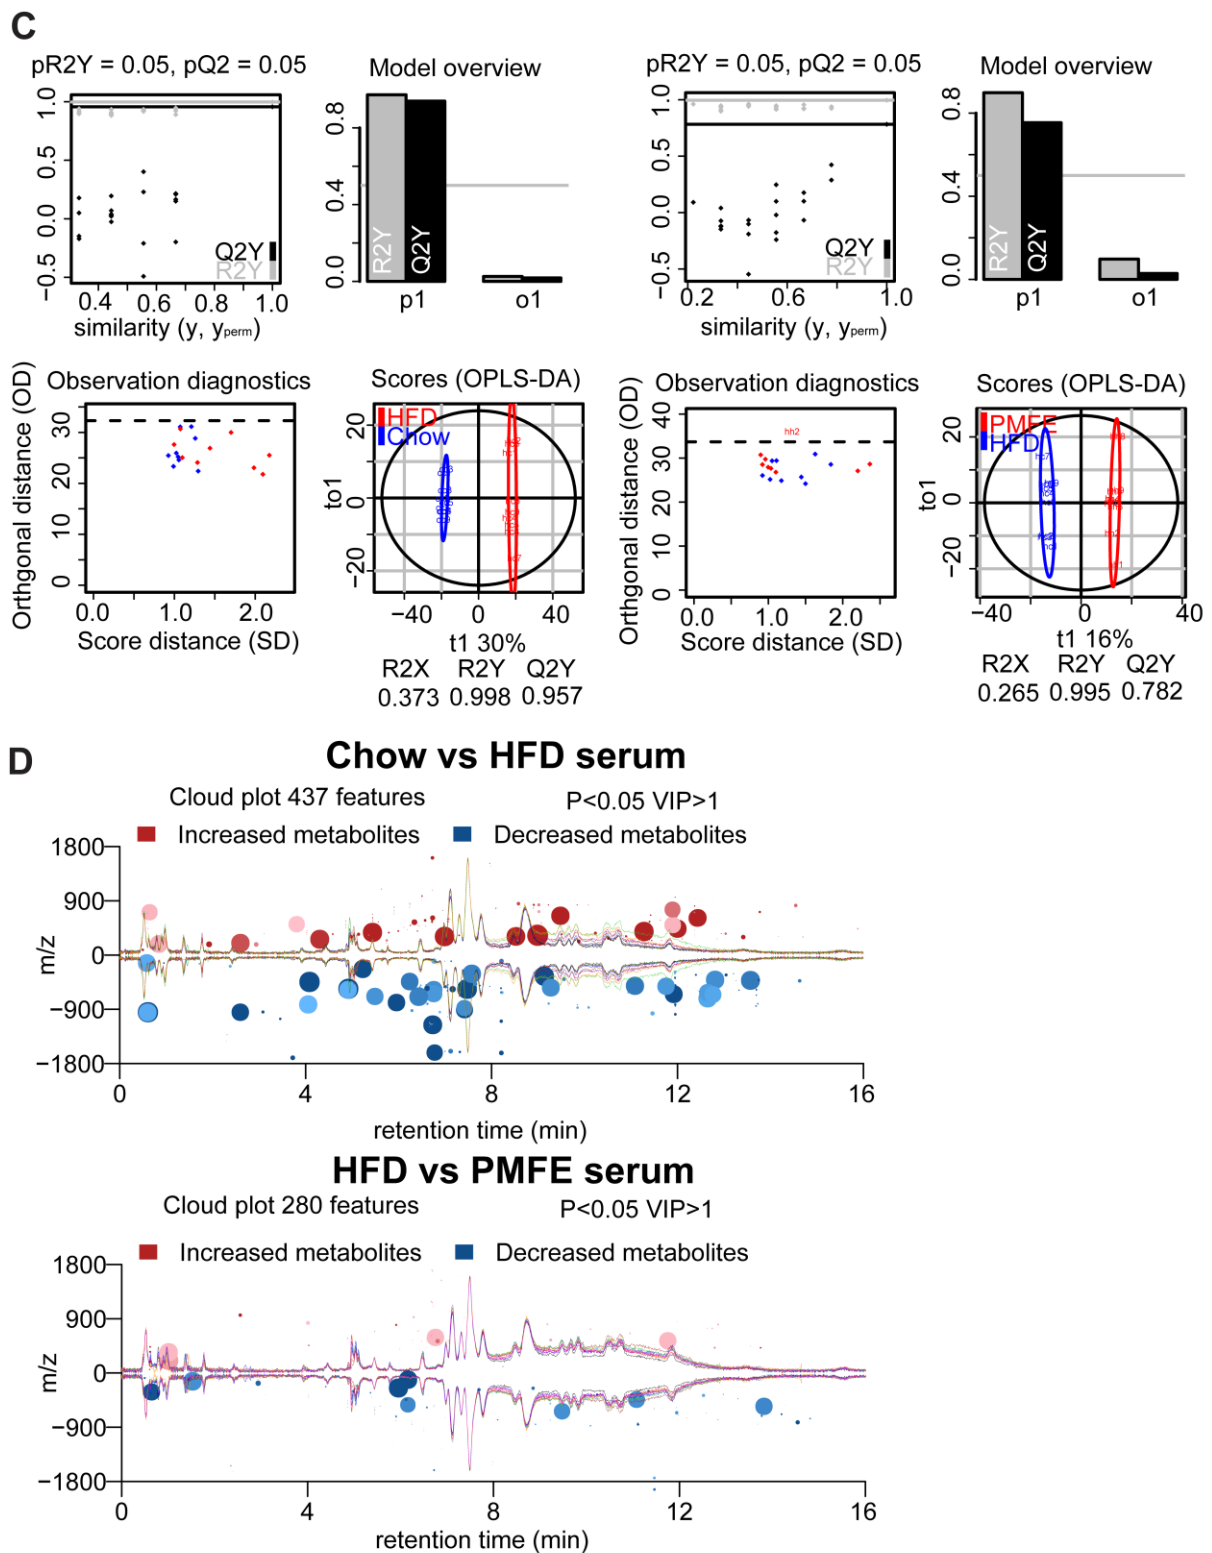 C
pR2Y = 0.05, pQ2 = 0.05
1.0
0.5
0.0
−0.5
Q2Y
R2Y
0.4 0.6 0.8 1.0
similarity (y, yperm)
Model overview
0.8
0.4
0.0
R2Y
Q2Y
p1 o1
pR2Y = 0.05, pQ2 = 0.05
1.0
0.5
0.0
−0.5
Q2Y
R2Y
0.2 0.6 1.0
similarity (y, yperm)
Model overview
0.8
0.4
0.0
R2Y
Q2Y
p1 o1
Observation diagnostics
Orthgonal distance (OD)
30
20
10
0
0.0 1.0 2.0
Score distance (SD)
Scores (OPLS-DA)
HFD
Chow
to1
20
0
−20
−40 0 40
t1 30%
R2X R2Y Q2Y
0.373 0.998 0.957
Observation diagnostics
Orthgonal distance (OD)
40
30
20
10
0
hh2
0.0 1.0 2.0
Score distance (SD)
Scores (OPLS-DA)
PMFE
HFD
to1
20
0
−20
−40 0 40
t1 16%
R2X R2Y Q2Y
0.265 0.995 0.782
D
Chow vs HFD serum
Cloud plot 437 features P<0.05 VIP>1
Increased metabolites Decreased metabolites
m/z
1800
900
0
−900
−1800
0 4 8 12 16
retention time (min)
HFD vs PMFE serum
Cloud plot 280 features P<0.05 VIP>1
Increased metabolites Decreased metabolites
m/z
1800
900
0
−900
−1800
0 4 8 12 16
retention time (min)